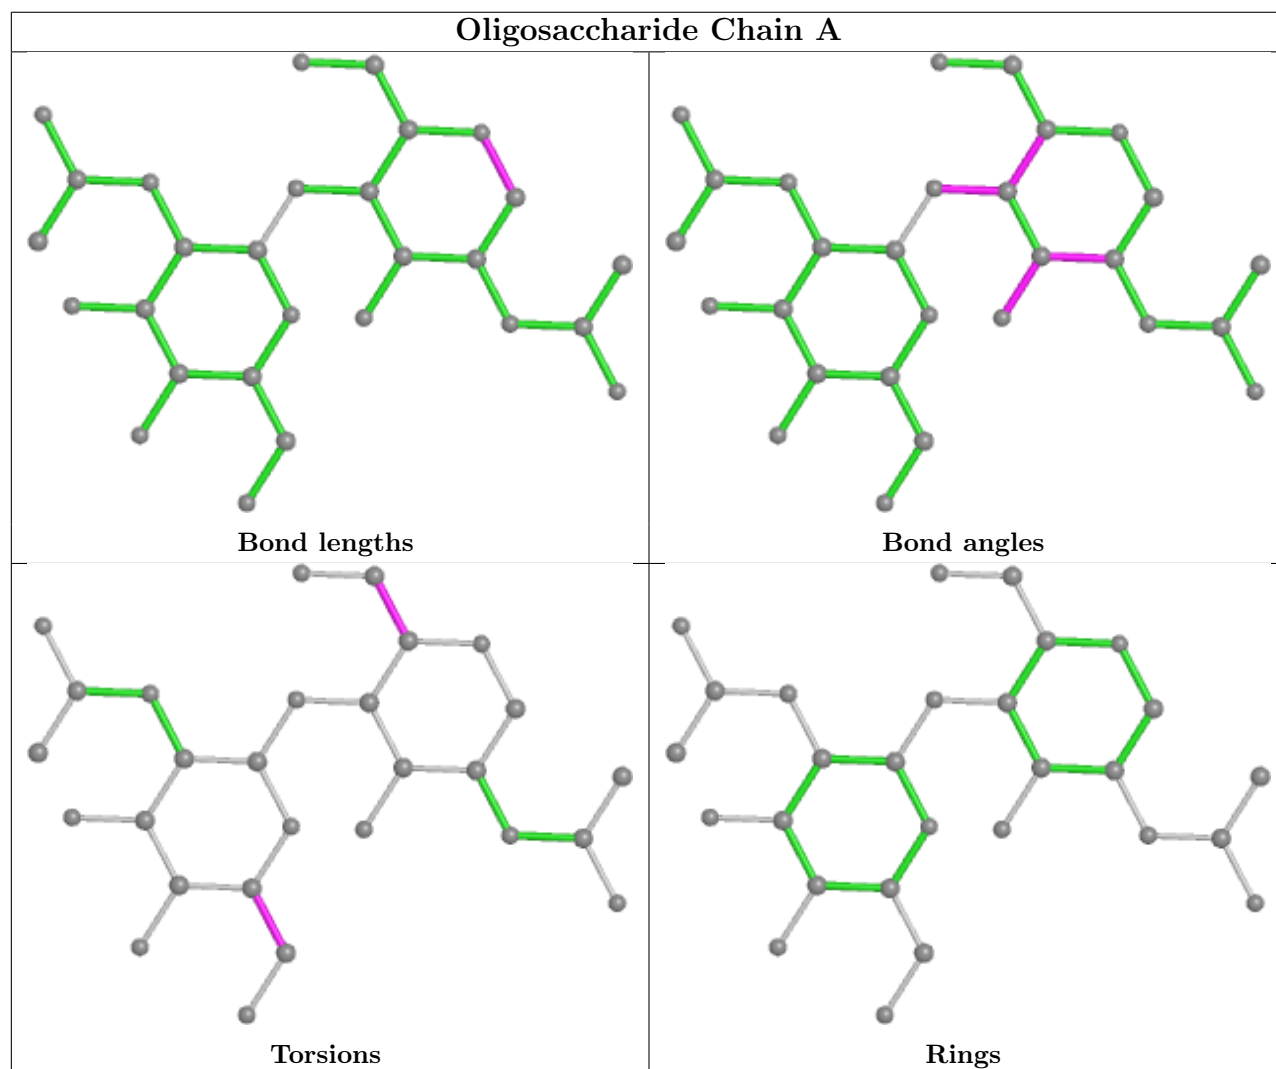 Oligosaccharide Chain A
Bond lengths
Bond angles
Torsions
Rings